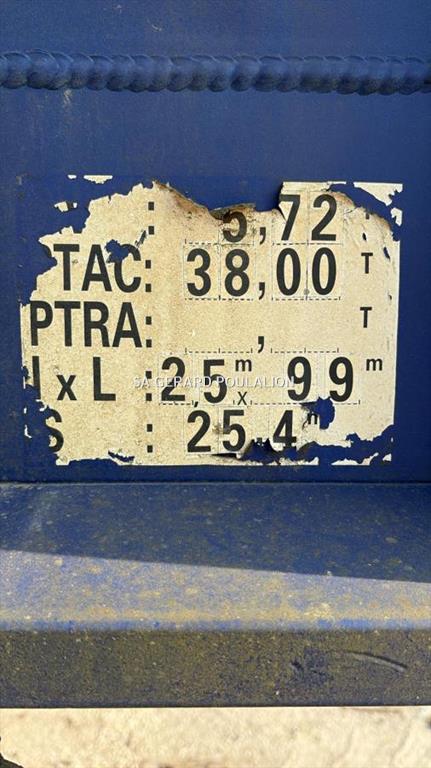 : 5,72
TAC: 38,00 T
PTRA: , T
l x L : 2,5 m x 9 9 m
SA GERARD POULALION
S : 25 4 m